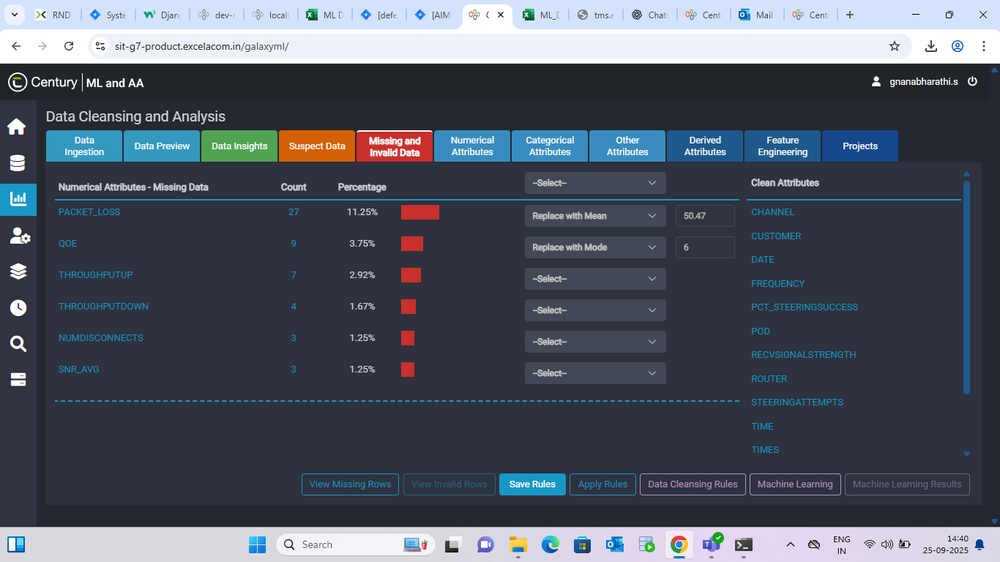 RND
Syste
Djang
dev-r
locall
ML D
[defe
[AIML
ML_D
tms.e
Chat
Cent
Mail
Cent
sit-g7-product.excelacom.in/galaxyml/
Century ML and AA
gnanabharathi.s
Data Cleansing and Analysis
Data Ingestion
Data Preview
Data Insights
Suspect Data
Missing and Invalid Data
Numerical Attributes
Categorical Attributes
Other Attributes
Derived Attributes
Feature Engineering
Projects
Numerical Attributes - Missing Data Count Percentage --Select--
PACKET_LOSS 27 11.25% Replace with Mean 50.47
QOE 9 3.75% Replace with Mode 6
THROUGHPUTUP 7 2.92% --Select--
THROUGHPUTDOWN 4 1.67% --Select--
NUMDISCONNECTS 3 1.25% --Select--
SNR_AVG 3 1.25% --Select--
Clean Attributes
CHANNEL
CUSTOMER
DATE
FREQUENCY
PCT_STEERINGSUCCESS
POD
RECVSIGNALSTRENGTH
ROUTER
STEERINGATTEMPTS
TIME
TIMES
View Missing Rows View Invalid Rows Save Rules Apply Rules Data Cleansing Rules Machine Learning Machine Learning Results
Search
ENG
IN
14:40
25-09-2025